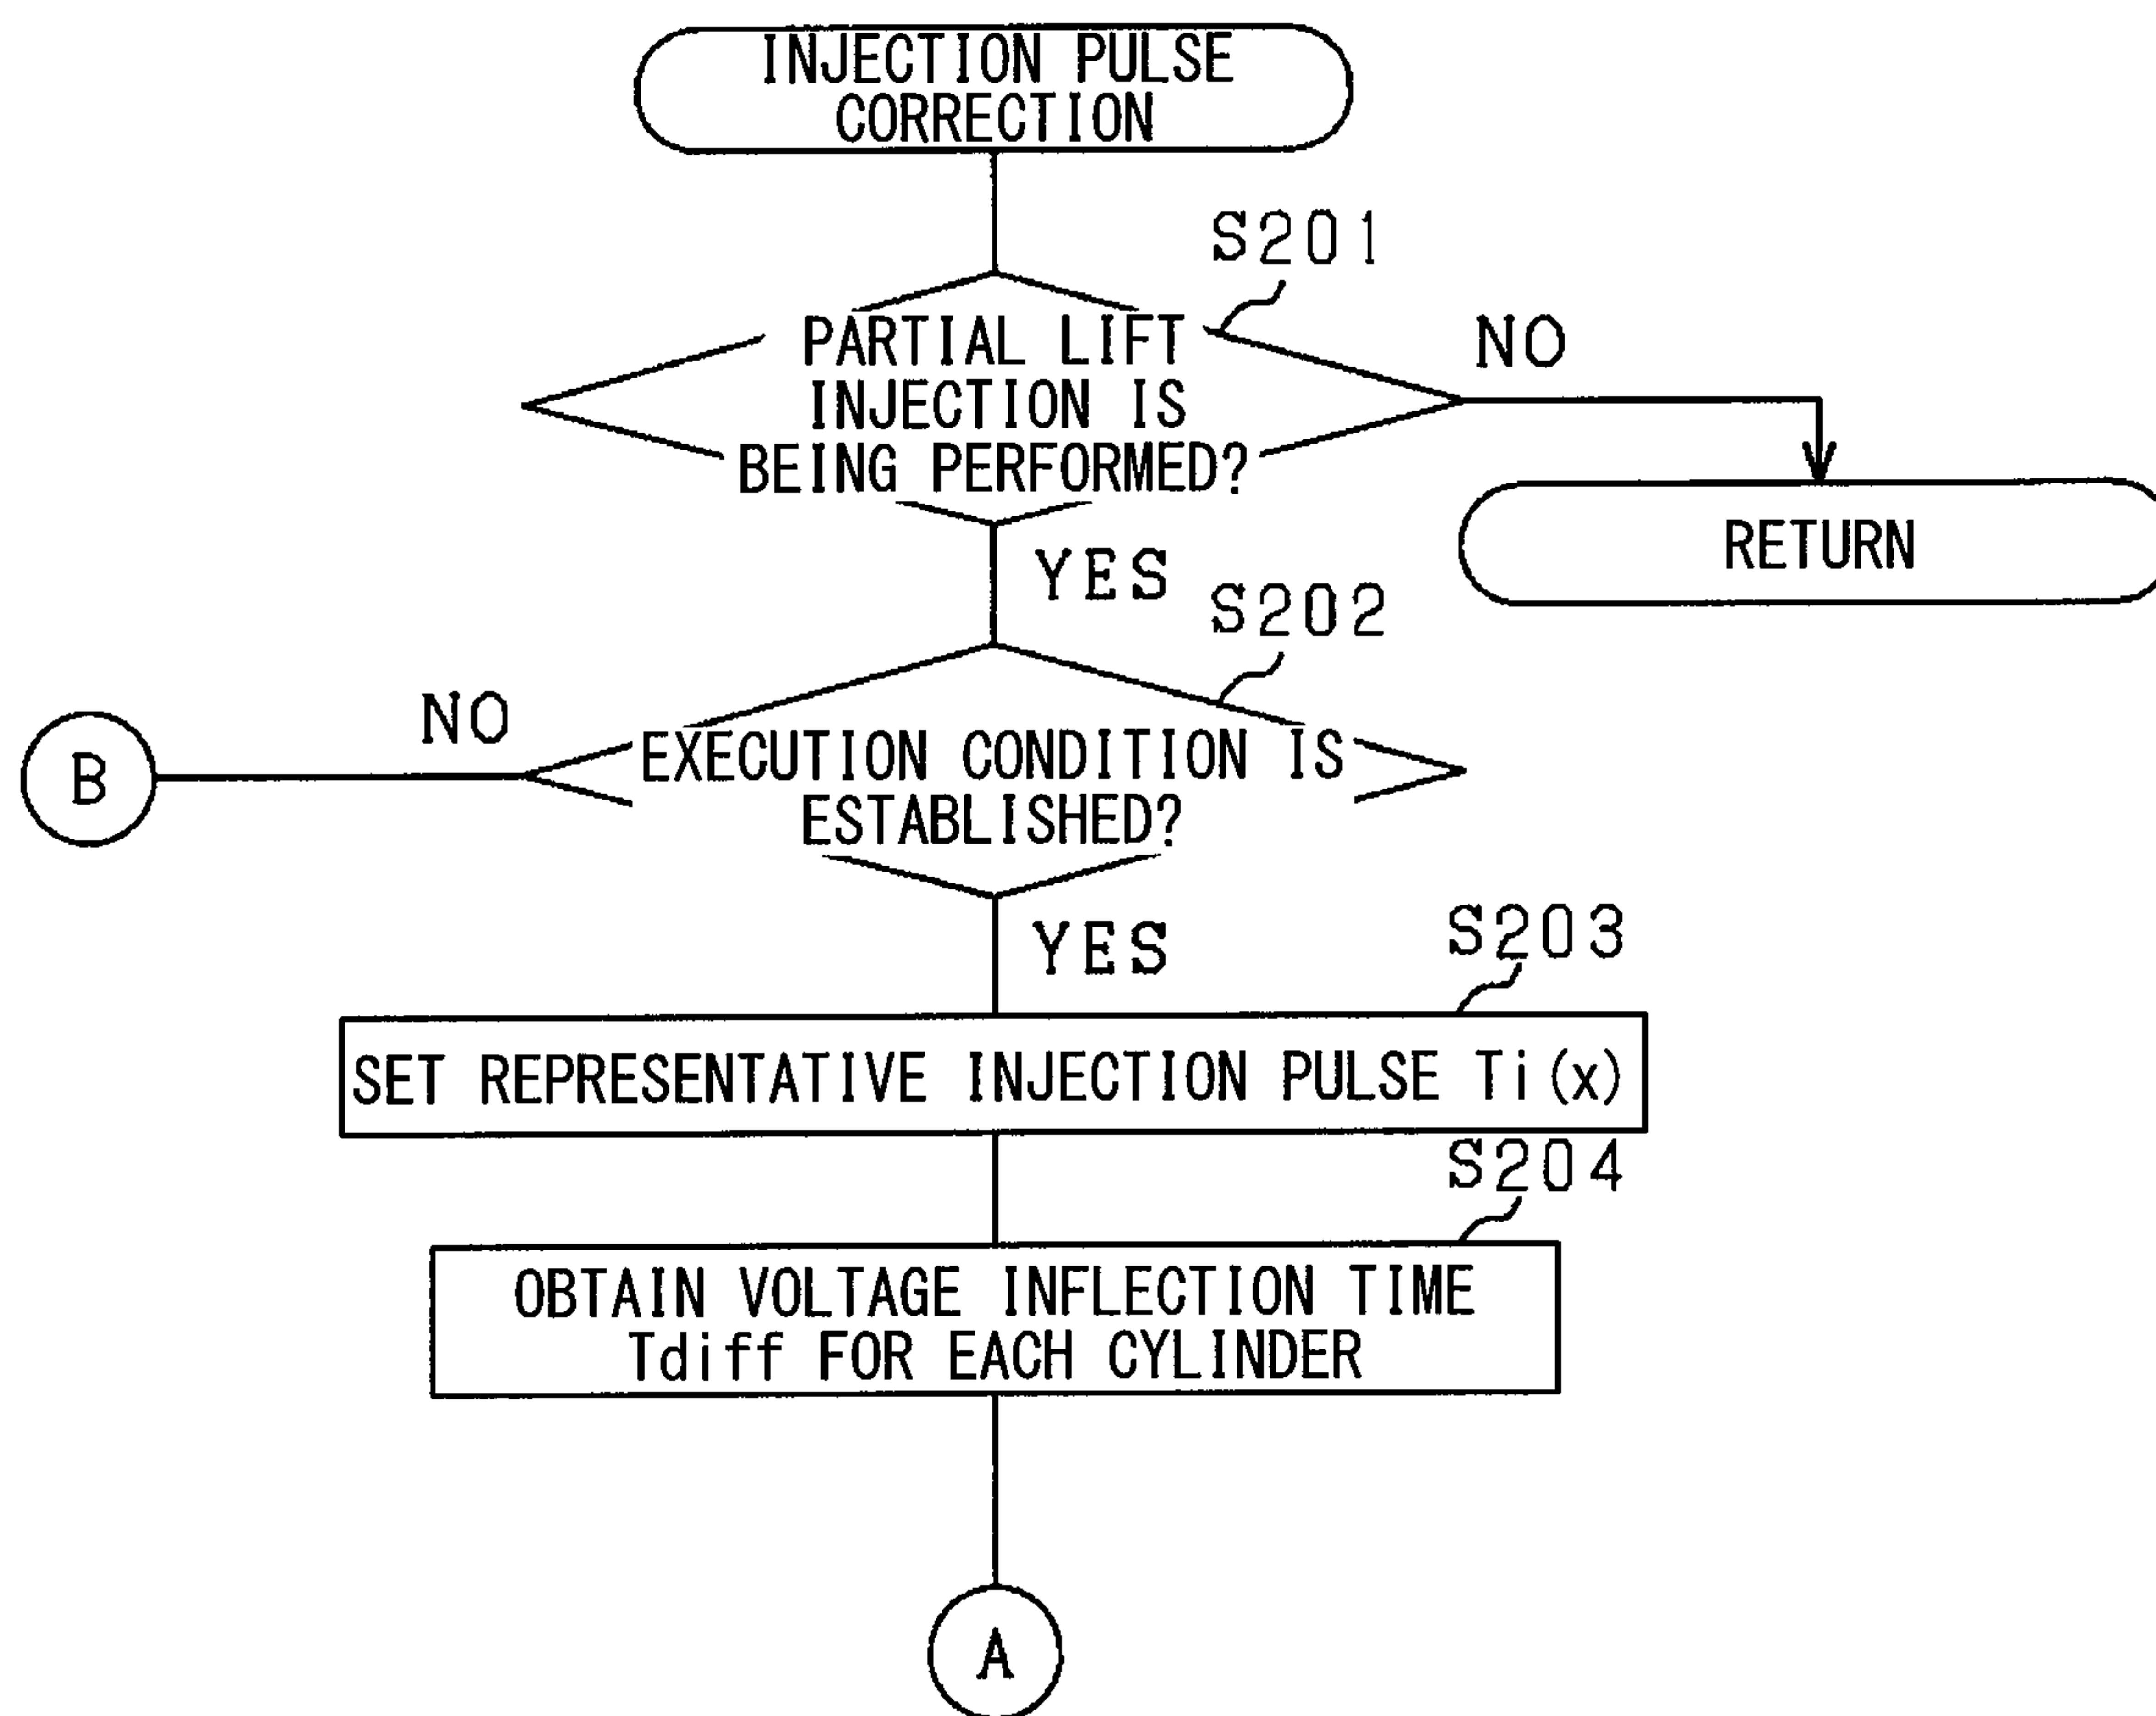 INJECTION PULSE
CORRECTION
S201
PARTIAL LIFT
INJECTION IS
BEING PERFORMED?
NO
RETURN
YES
S202
NO
B
EXECUTION CONDITION IS
ESTABLISHED?
YES
S203
SET REPRESENTATIVE INJECTION PULSE Ti(x)
S204
OBTAIN VOLTAGE INFLECTION TIME
Tdiff FOR EACH CYLINDER
A